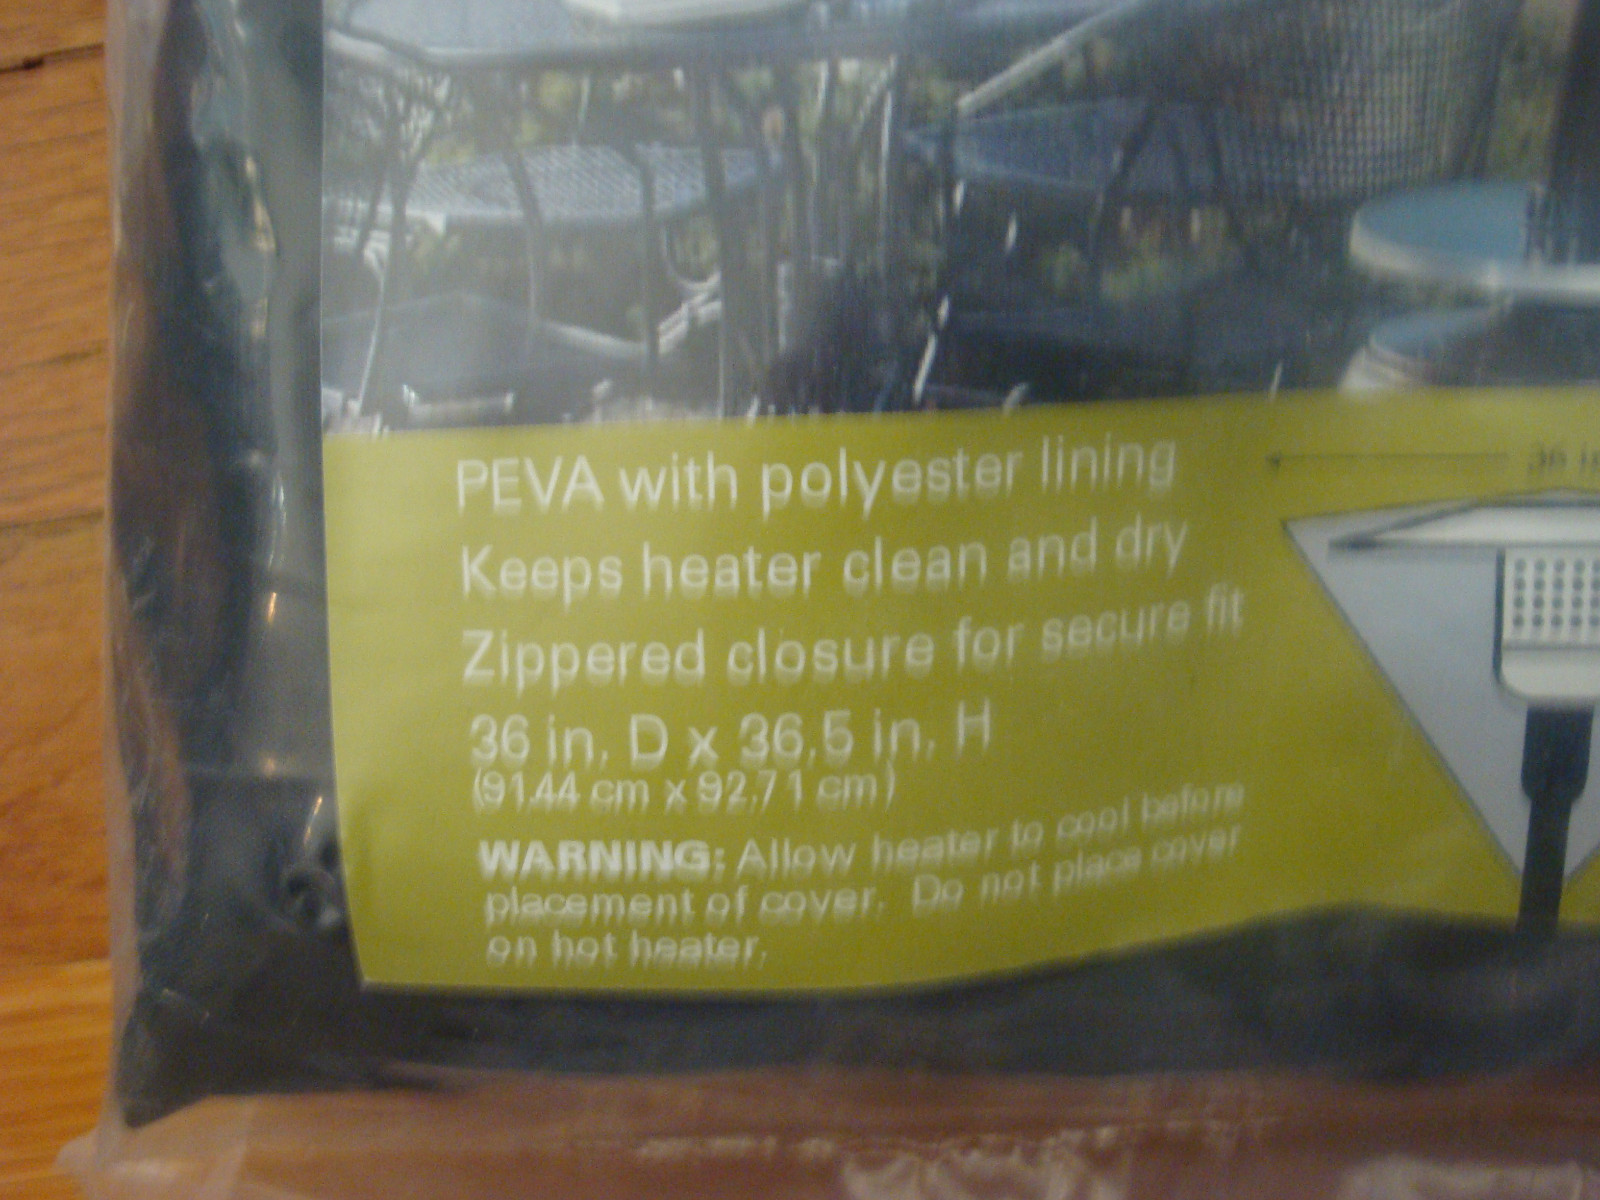 PEVA with polyester lining
Keeps heater clean and dry
Zippered closure for secure fit
36 in. D x 36.5 in. H
(91.44 cm x 92.71 cm)
WARNING: Allow heater to cool before
placement of cover. Do not place cover
on hot heater.
36 in